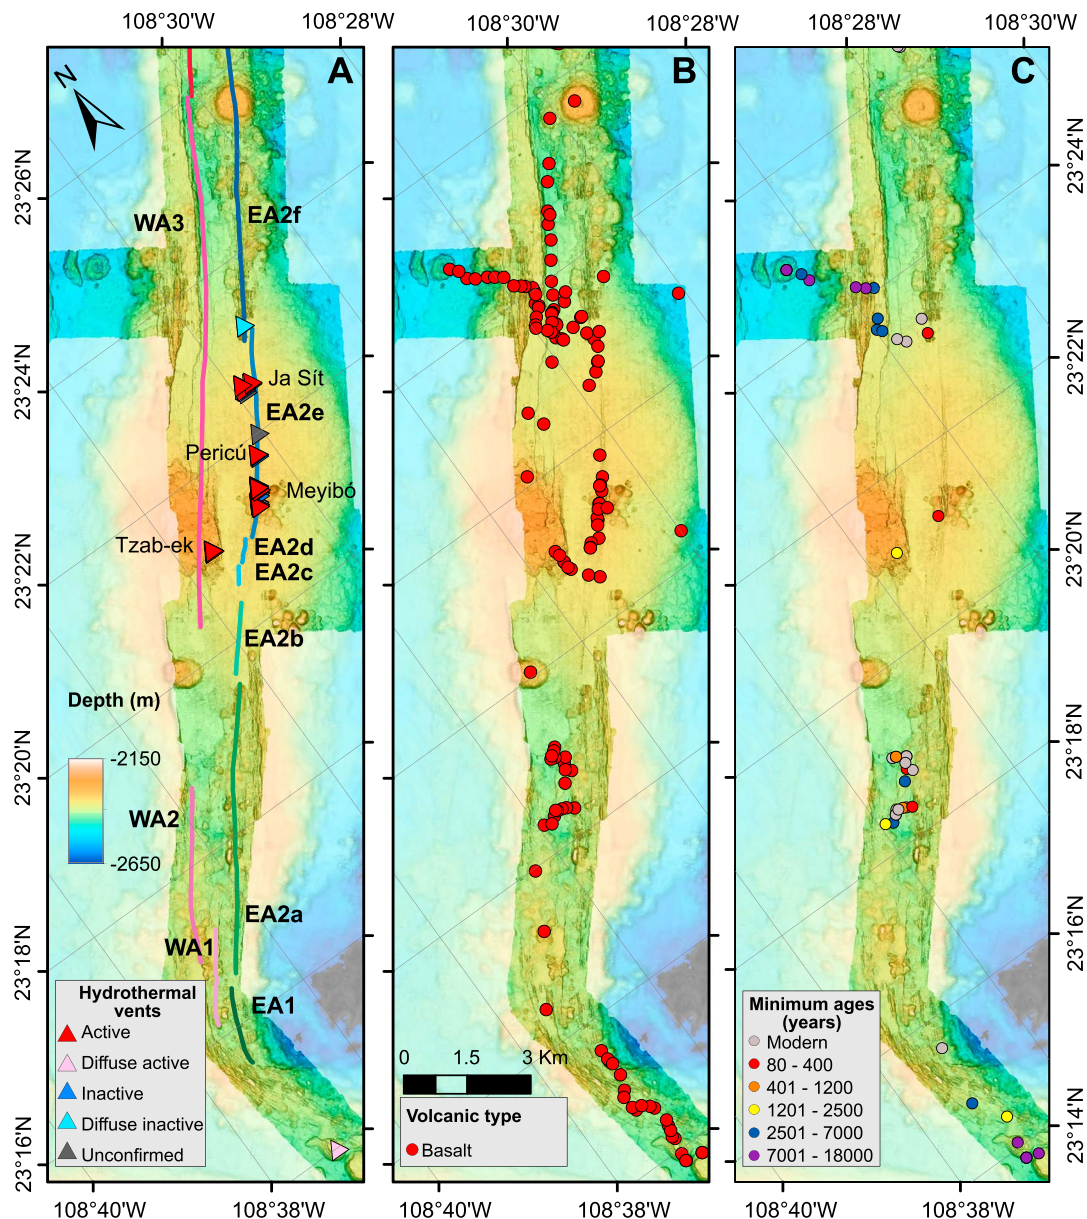 108°30'W
108°28'W
108°30'W
108°28'W
108°28'W
108°30'W
A
B
C
N
23°26'N
23°24'N
23°22'N
23°20'N
23°18'N
23°16'N
WA3
EA2f
Ja Sít
EA2e
Pericú
Meyibó
Tzab-ek
EA2d
EA2c
EA2b
Depth (m)
-2150
-2650
WA2
EA2a
WA1
EA1
Hydrothermal
vents
Active
Diffuse active
Inactive
Diffuse inactive
Unconfirmed
0 1.5 3 Km
Volcanic type
Basalt
Minimum ages
(years)
Modern
80 - 400
401 - 1200
1201 - 2500
2501 - 7000
7001 - 18000
23°24'N
23°22'N
23°20'N
23°18'N
23°16'N
23°14'N
108°40'W
108°38'W
108°40'W
108°38'W
108°40'W
108°38'W